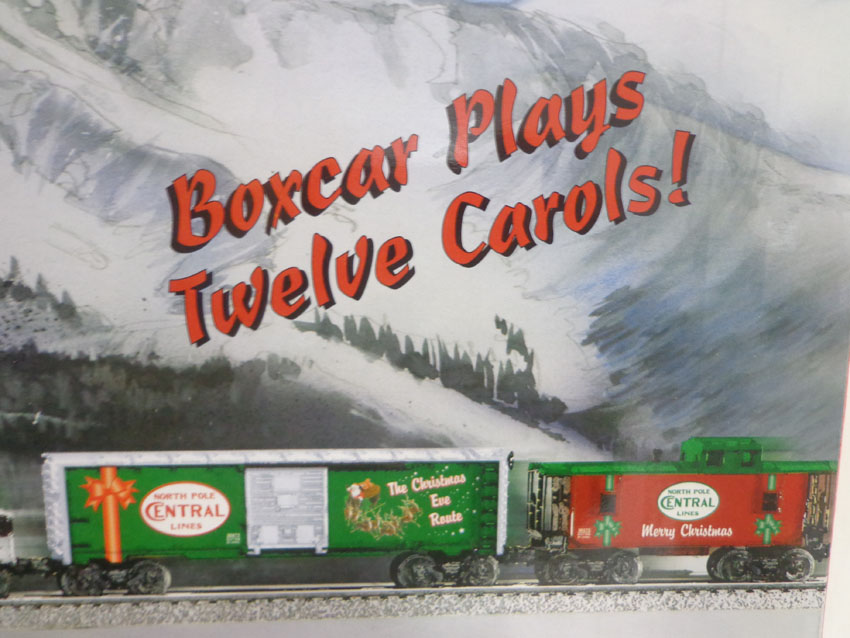 Boxcar Plays
Twelve Carols!
NORTH POLE
CENTRAL
LINES
The Christmas
Eve
Route
NORTH POLE
CENTRAL
LINES
Merry Christmas